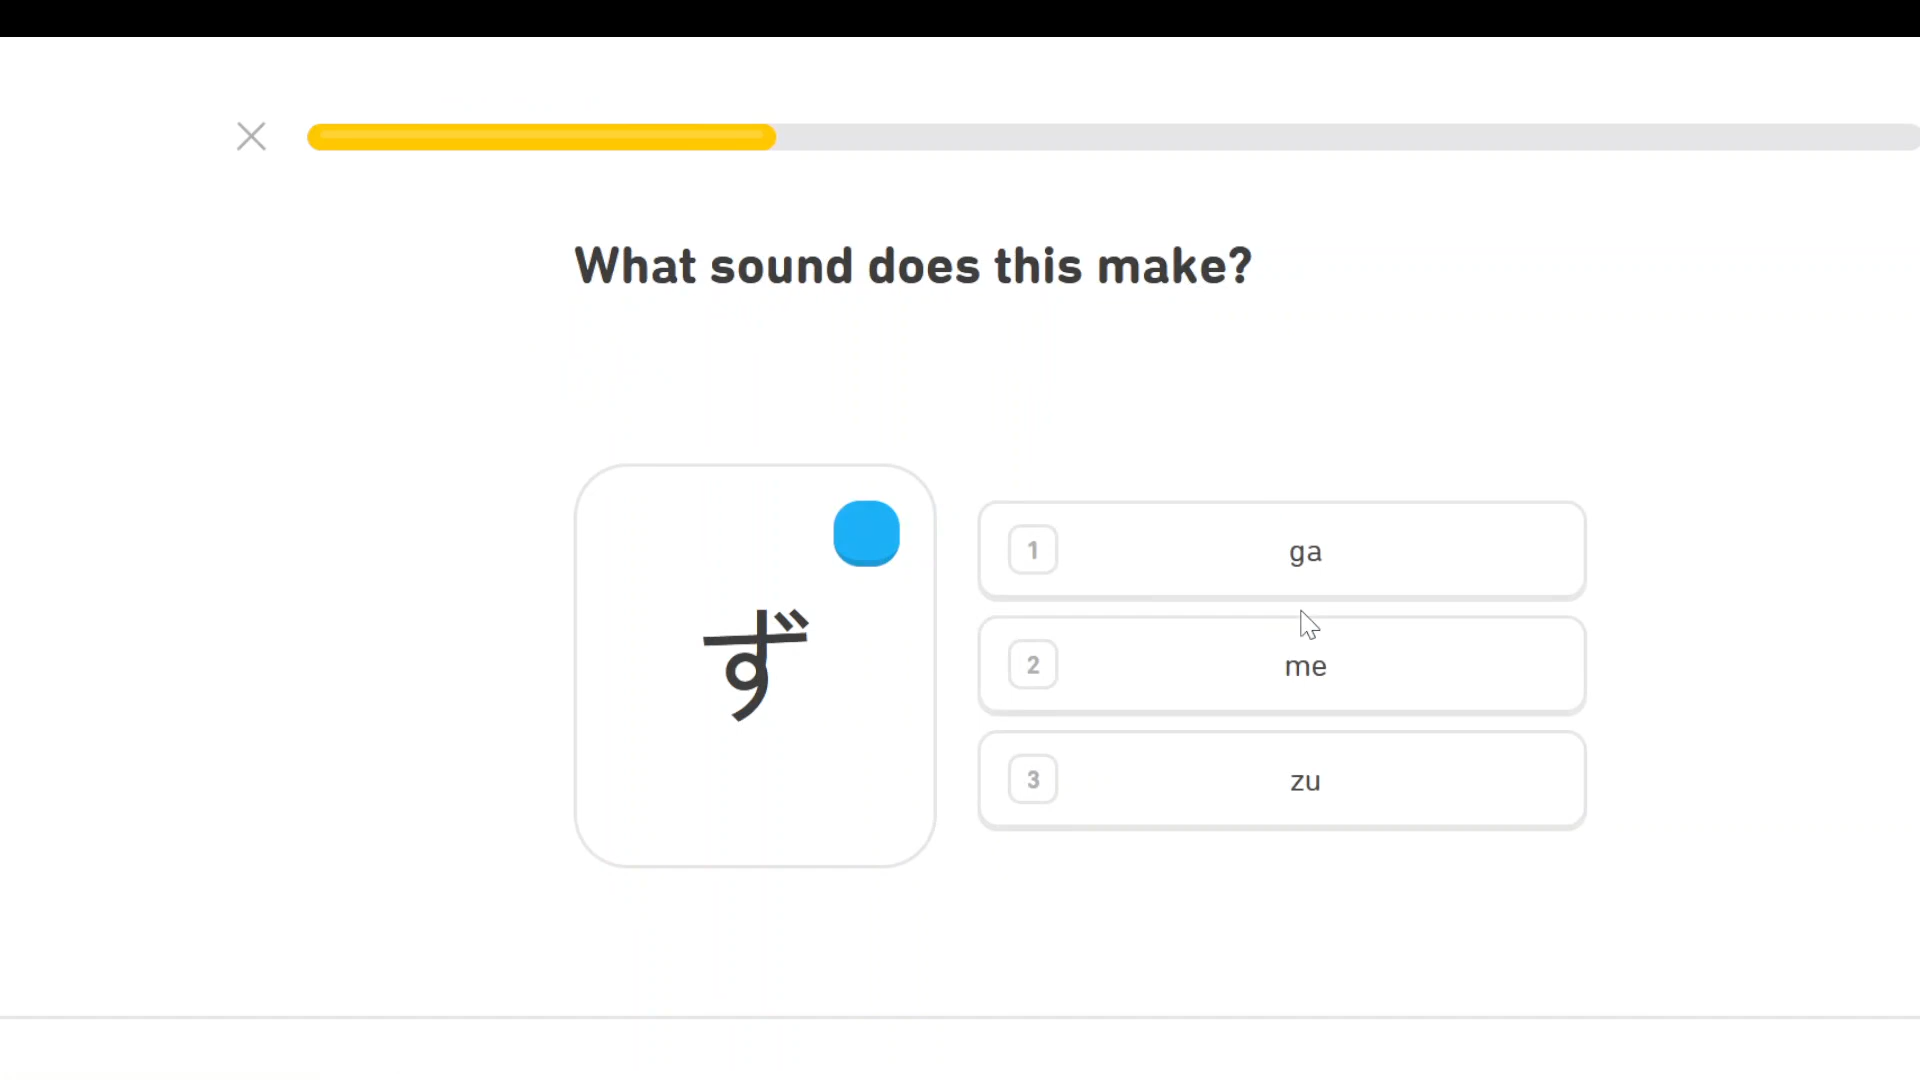 What sound does this make?
ず
1 ga
2 me
3 zu